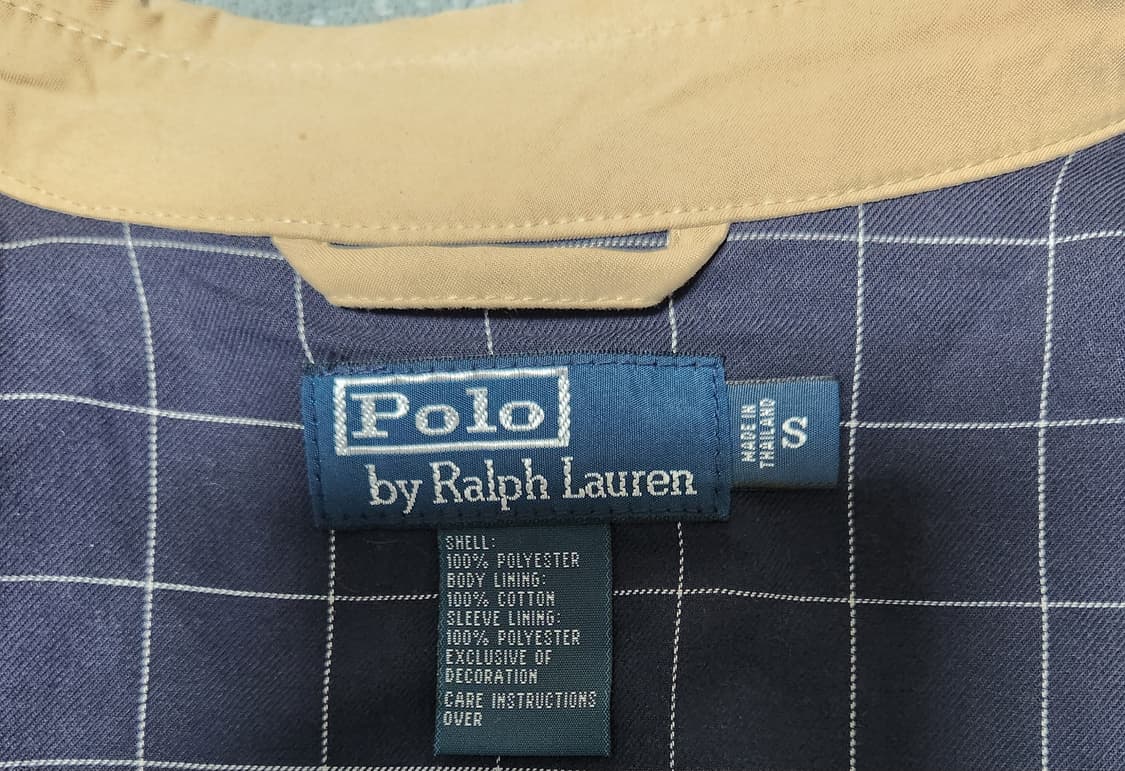 Polo
by Ralph Lauren
MADE IN
THAILAND
S
SHELL:
100% POLYESTER
BODY LINING:
100% COTTON
SLEEVE LINING:
100% POLYESTER
EXCLUSIVE OF
DECORATION
CARE INSTRUCTIONS
OVER